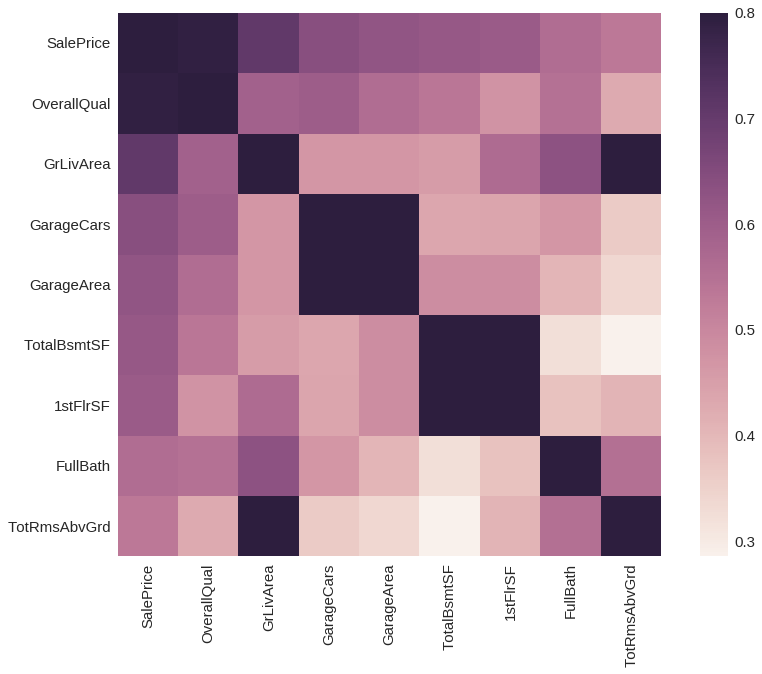 SalePrice
OverallQual
GrLivArea
GarageCars
GarageArea
TotalBsmtSF
1stFlrSF
FullBath
TotRmsAbvGrd
SalePrice
OverallQual
GrLivArea
GarageCars
GarageArea
TotalBsmtSF
1stFlrSF
FullBath
TotRmsAbvGrd
0.8
0.7
0.6
0.5
0.4
0.3